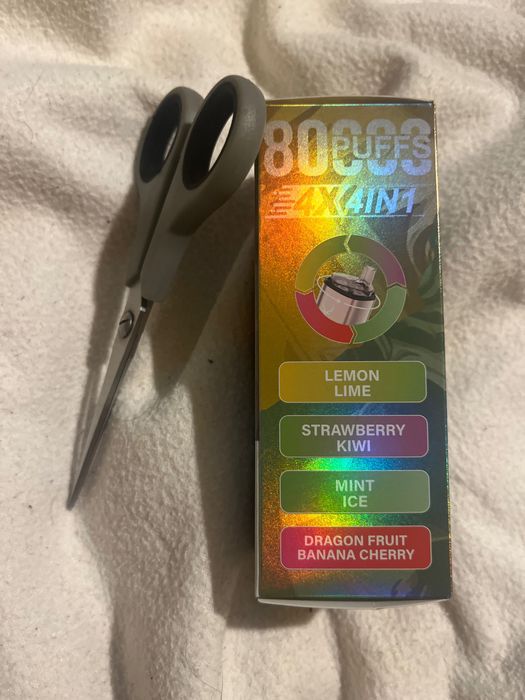 80000
PUFFS
4X4IN1
LEMON
LIME
STRAWBERRY
KIWI
MINT
ICE
DRAGON FRUIT
BANANA CHERRY